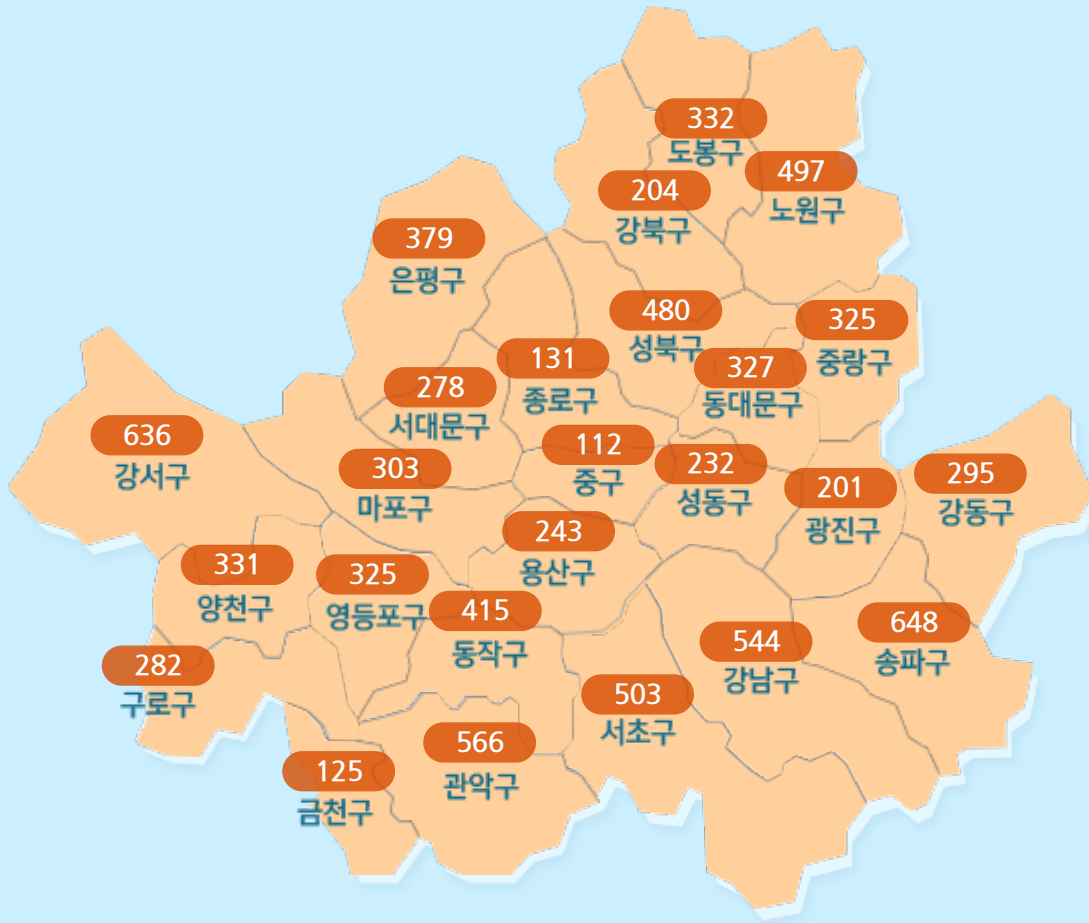 332
도봉구
497
노원구
204
강북구
379
은평구
480
성북구
325
중랑구
131
종로구
327
동대문구
278
서대문구
636
강서구
112
중구
303
마포구
232
성동구
201
광진구
295
강동구
243
용산구
331
양천구
325
영등포구
415
동작구
648
송파구
544
강남구
282
구로구
503
서초구
566
관악구
125
금천구